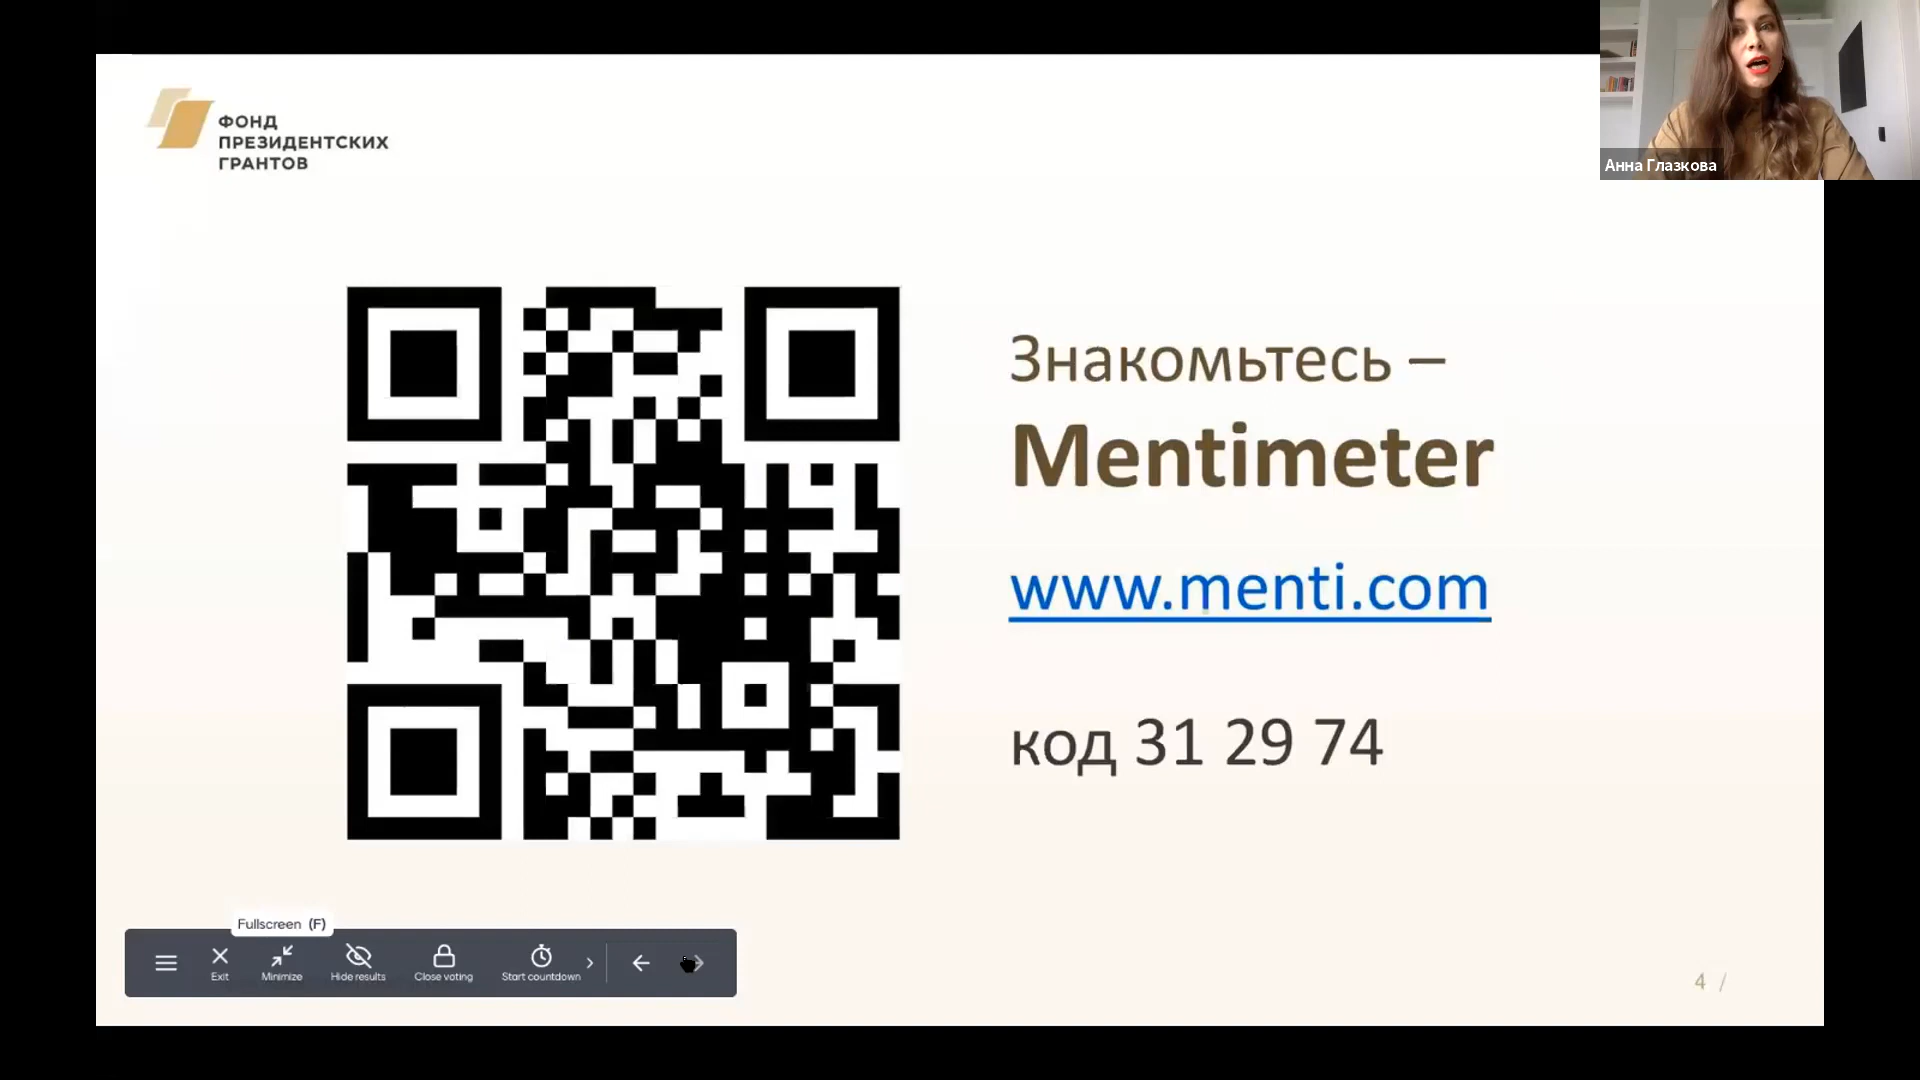 ФОНД
ПРЕЗИДЕНТСКИХ
ГРАНТОВ
Анна Глазкова
Знакомьтесь –
Mentimeter
www.menti.com
код 31 29 74
Fullscreen (F)
Exit
Minimize
Hide results
Close voting
Start countdown
4 /